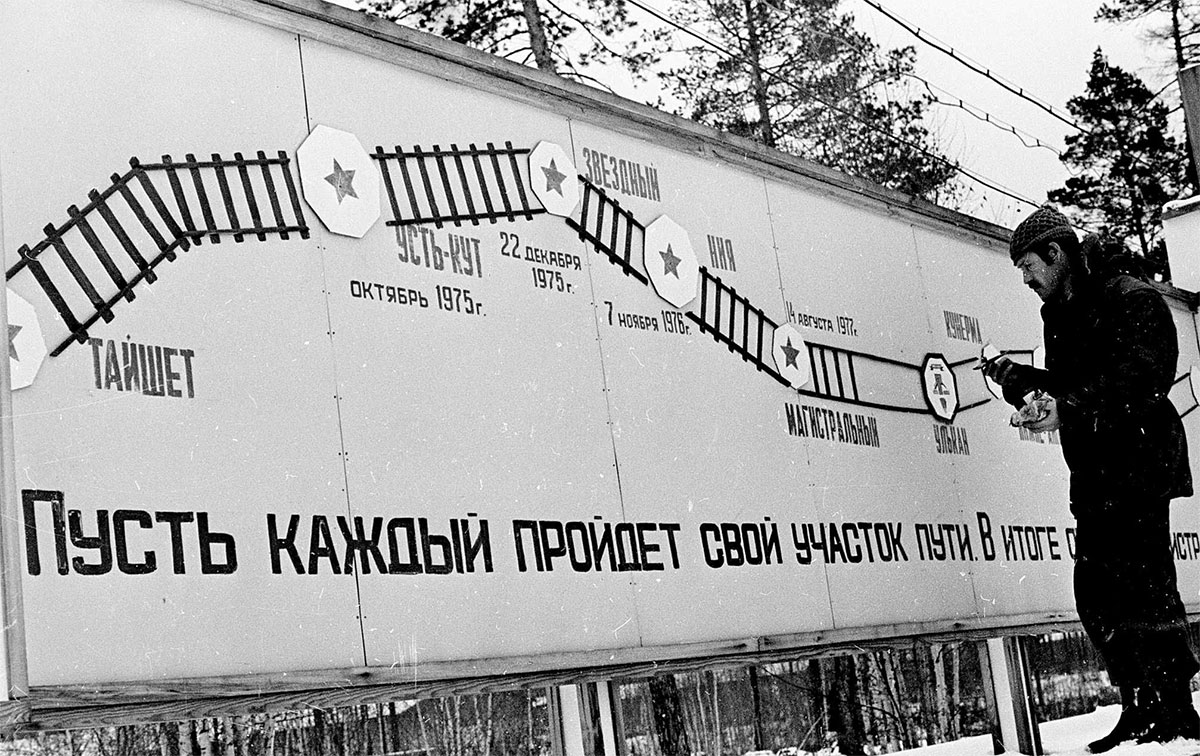 ТАЙШЕТ
УСТЬ-КУТ
ОКТЯБРЬ 1975г.
ЗВЕЗДНЫЙ
22 ДЕКАБРЯ
1975г.
НИЯ
7 НОЯБРЯ 1976г.
14 АВГУСТА 1977г.
МАГИСТРАЛЬНЫЙ
УЛЬКАН
КУНЕРМА
ПУСТЬ КАЖДЫЙ ПРОЙДЕТ СВОЙ УЧАСТОК ПУТИ. В ИТОГЕ